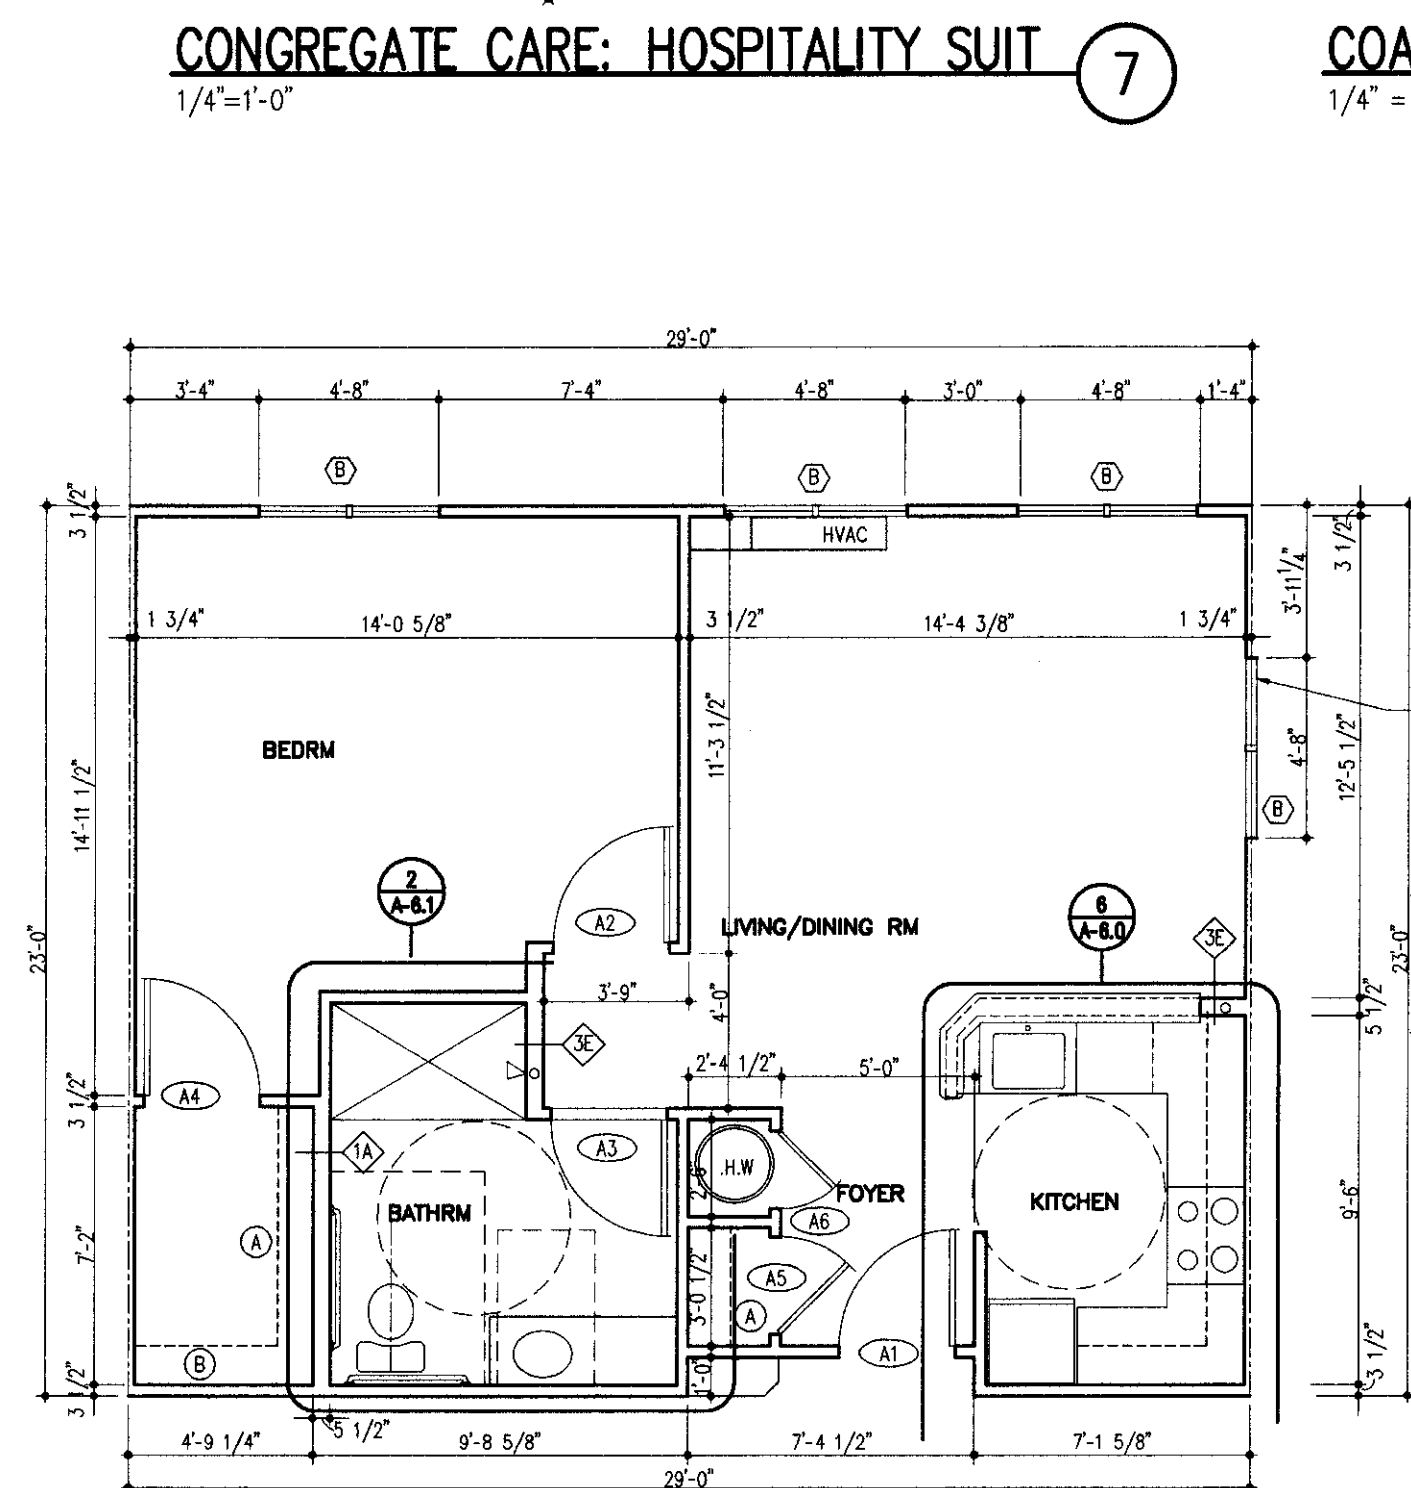 CONGREGATE CARE: HOSPITALITY SUIT
7
COA
1/4"=1'-0"
1/4" =
29'-0"
3'-4"
4'-8"
7'-4"
4'-8"
3'-0"
4'-8"
1'-4"
B
B
B
3 1/2"
HVAC
3 1/2"
3'-11 1/4"
1 3/4"
14'-0 5/8"
3 1/2"
14'-4 3/8"
1 3/4"
11'-3 1/2"
BEDRM
14'-11 1/2"
4'-8"
12'-5 1/2"
B
2
A-6.1
6
A-6.0
A2
LIVING/DINING RM
3E
23'-0"
23'-0"
3'-9"
4'-0"
5 1/2"
3E
2'-4 1/2"
5'-0"
A4
3 1/2"
1A
A3
H.W
FOYER
KITCHEN
BATHRM
2'-6"
A6
9'-6"
7'-2"
A
3'-0 1/2"
A5
A
B
A1
3 1/2"
1'-0"
3 1/2"
5 1/2"
4'-9 1/4"
9'-8 5/8"
7'-4 1/2"
7'-1 5/8"
29'-0"